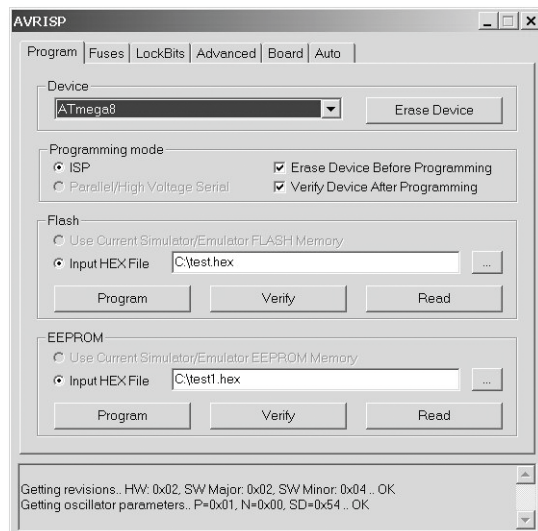 AVRISP
Program Fuses LockBits Advanced Board Auto
Device
ATmega8 Erase Device
Programming mode
ISP Erase Device Before Programming
Parallel/High Voltage Serial Verify Device After Programming
Flash
Use Current Simulator/Emulator FLASH Memory
Input HEX File C:\test.hex ...
Program Verify Read
EEPROM
Use Current Simulator/Emulator EEPROM Memory
Input HEX File C:\test1.hex ...
Program Verify Read
Getting revisions.. HW: 0x02, SW Major: 0x02, SW Minor: 0x04 .. OK
Getting oscillator parameters.. P=0x01, N=0x00, SD=0x54 .. OK